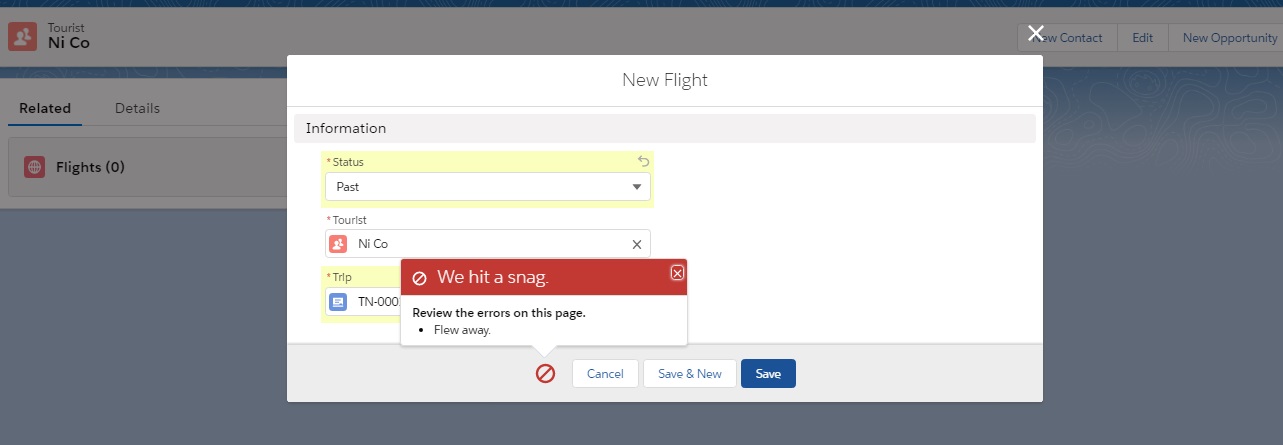 Tourist
Ni Co
New Contact
Edit
New Opportunity
New Flight
Related
Details
Information
Flights (0)
*Status
Past
*Tourist
Ni Co
*Trip
TN-000
We hit a snag.
Review the errors on this page.
• Flew away.
Cancel
Save & New
Save